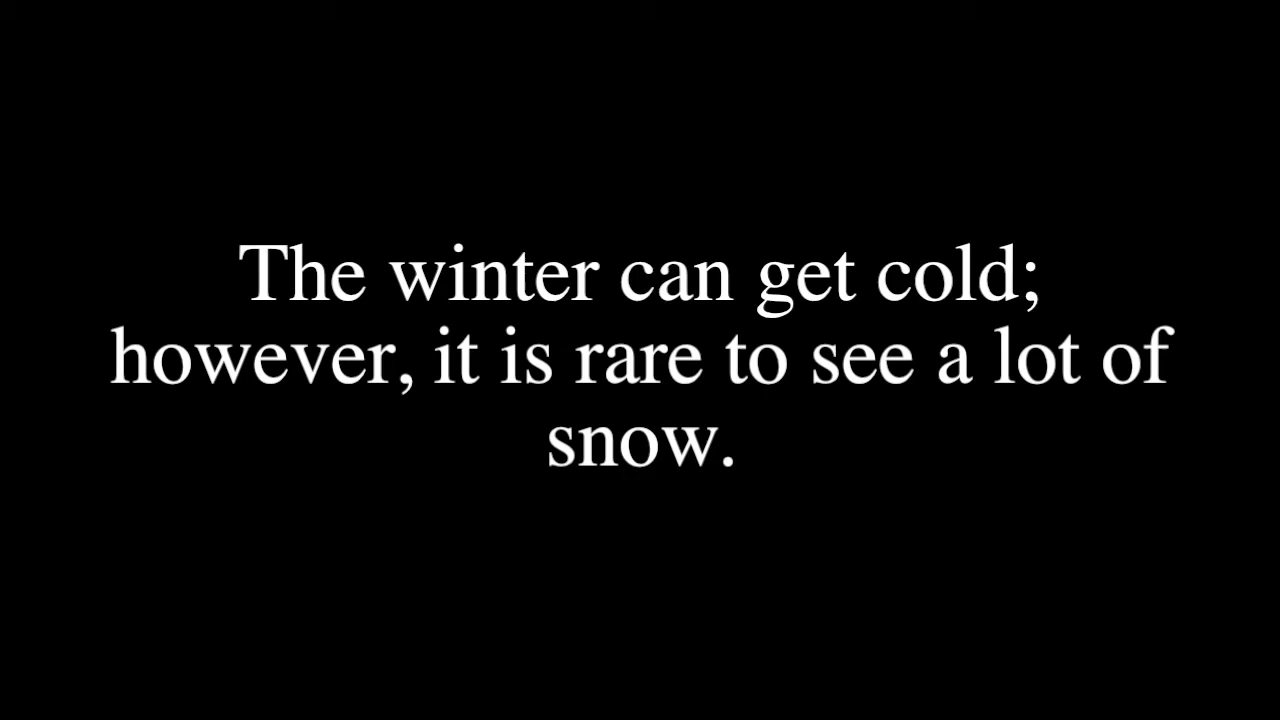 The winter can get cold;
however, it is rare to see a lot of
snow.